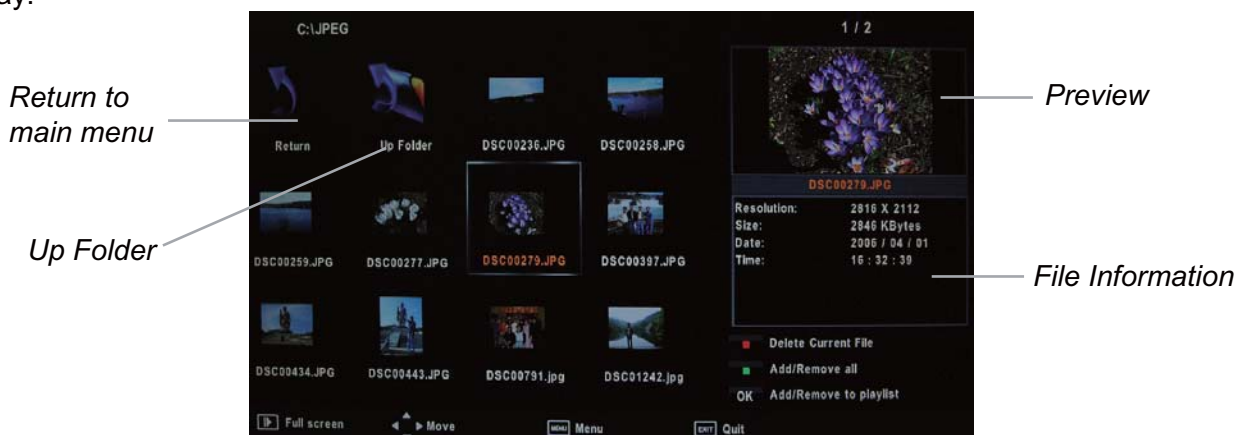 ay.
C:\JPEG
1 / 2
Return to
main menu
Preview
Return
Up Folder
DSC00236.JPG
DSC00258.JPG
DSC00279.JPG
Resolution: 2816 X 2112
Size: 2846 KBytes
Date: 2006 / 04 / 01
Time: 16 : 32 : 39
Up Folder
DSC00259.JPG
DSC00277.JPG
DSC00279.JPG
DSC00397.JPG
File Information
Delete Current File
Add/Remove all
OK Add/Remove to playlist
DSC00434.JPG
DSC00443.JPG
DSC00791.jpg
DSC01242.jpg
Full screen
Move
MENU Menu
EXIT Quit